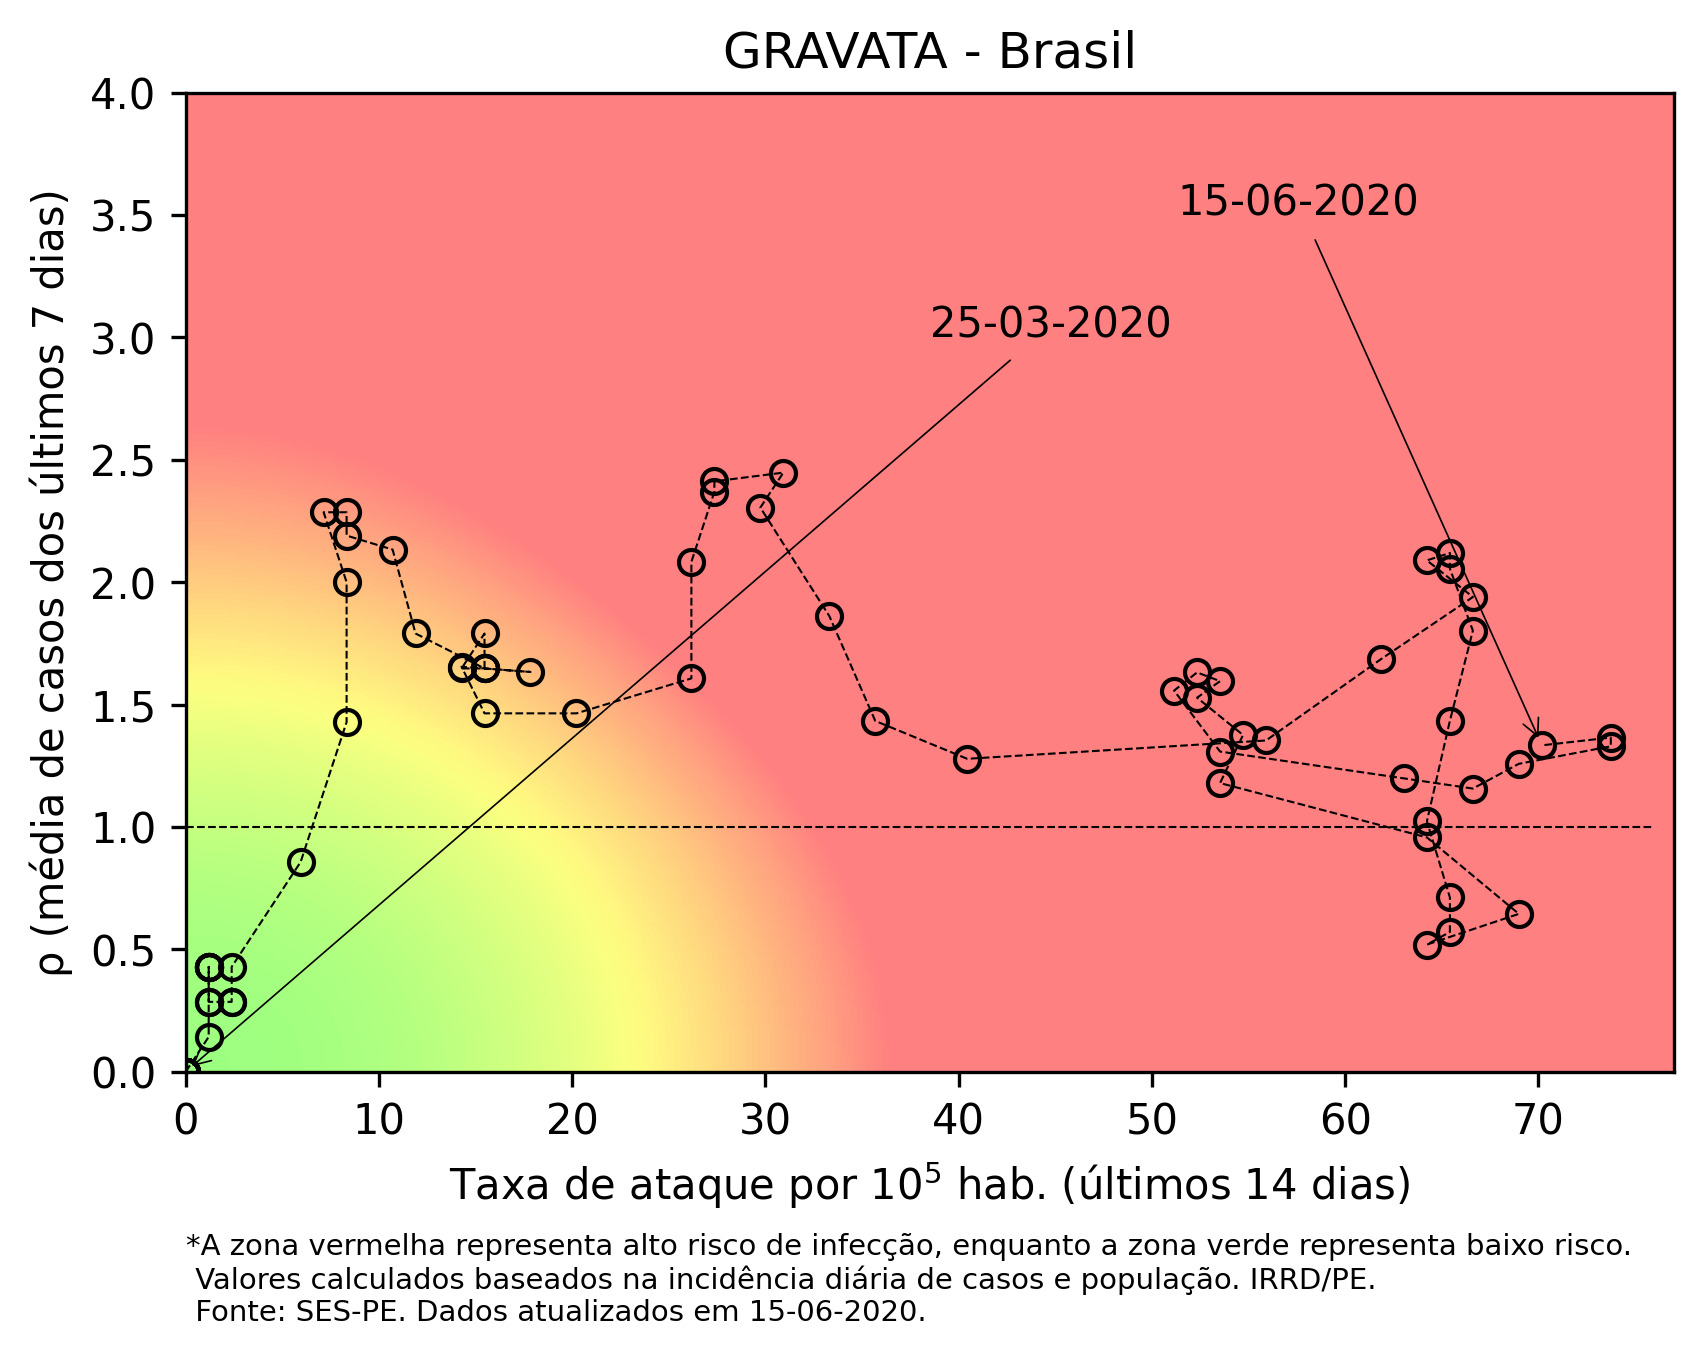 GRAVATA - Brasil
4.0
3.5
3.0
2.5
2.0
1.5
1.0
0.5
0.0
ρ (média de casos dos últimos 7 dias)
15-06-2020
25-03-2020
0 10 20 30 40 50 60 70
Taxa de ataque por 10⁵ hab. (últimos 14 dias)
*A zona vermelha representa alto risco de infecção, enquanto a zona verde representa baixo risco.
Valores calculados baseados na incidência diária de casos e população. IRRD/PE.
Fonte: SES-PE. Dados atualizados em 15-06-2020.